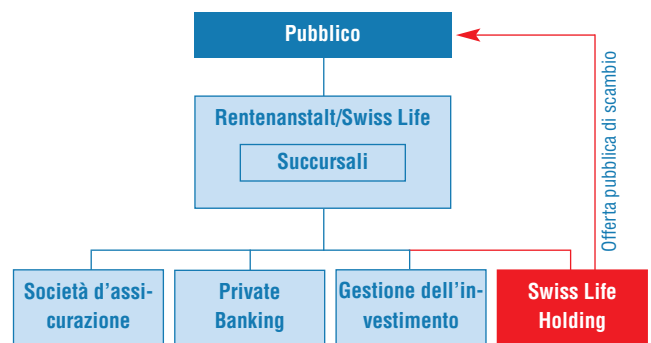 Pubblico
Rentenanstalt/Swiss Life
Succursali
Offerta pubblica di scambio
Società d’assi-
curazione
Private
Banking
Gestione dell’in-
vestimento
Swiss Life
Holding